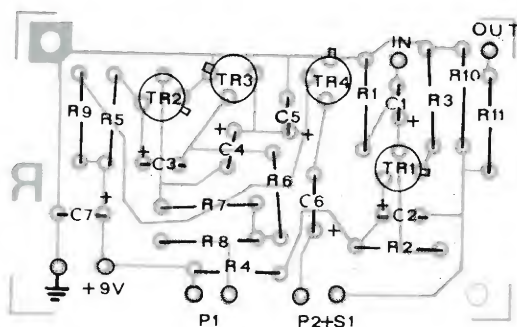 OUT
IN
TR3
TR4
R10
TR2
R9
R5
R1
C1
R3
R11
C5
C4
C3
TR1
R6
R
C7
R7
C6
C2
R8
R2
R4
+9V
P1
P2+S1
+
+
+
+
+
+
+